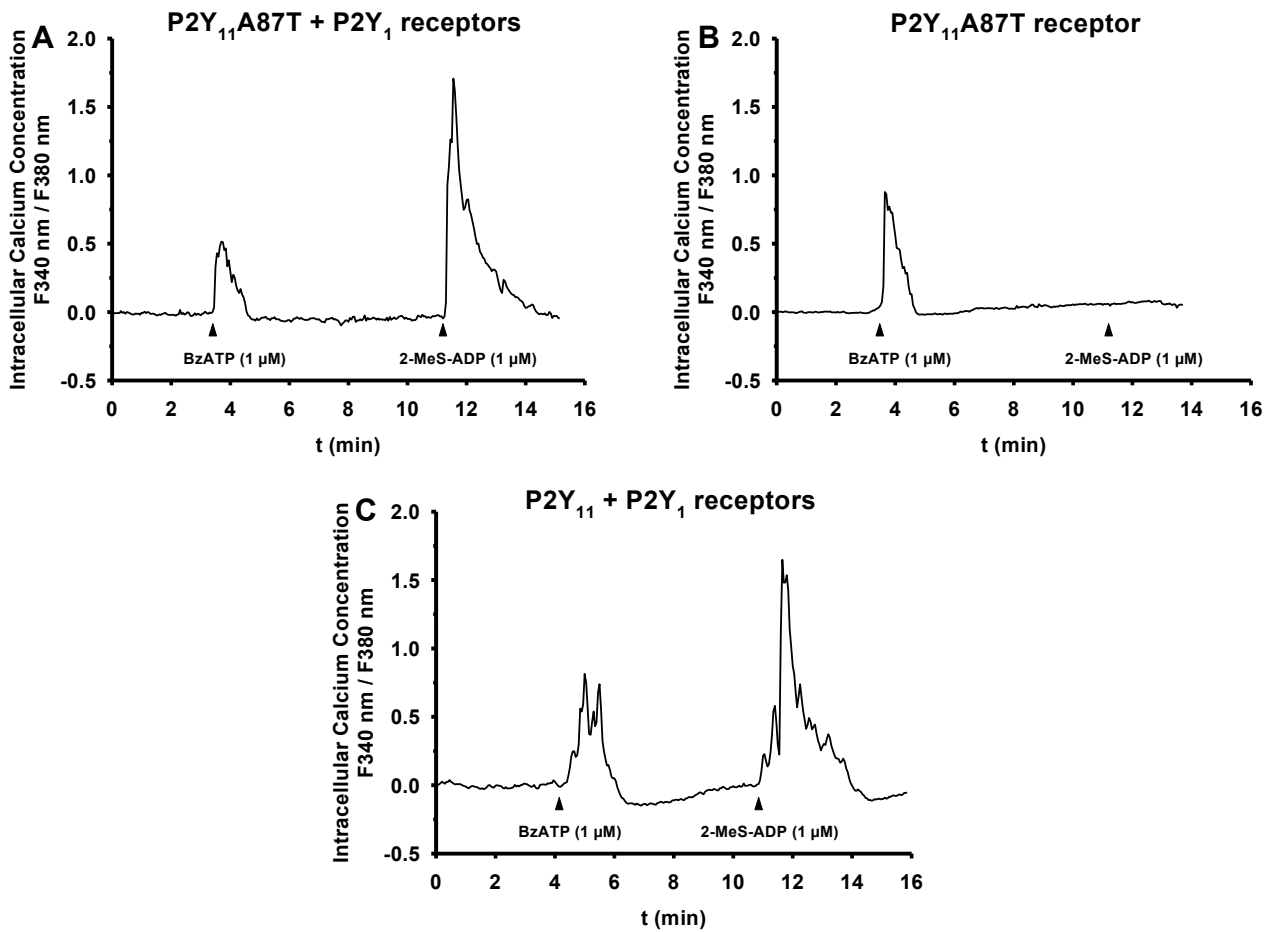 A
P2Y₁₁A87T + P2Y₁ receptors
Intracellular Calcium Concentration
F340 nm / F380 nm
2.0
1.5
1.0
0.5
0.0
-0.5
BzATP (1 µM)
2-MeS-ADP (1 µM)
0 2 4 6 8 10 12 14 16
t (min)
B
P2Y₁₁A87T receptor
Intracellular Calcium Concentration
F340 nm / F380 nm
2.0
1.5
1.0
0.5
0.0
-0.5
BzATP (1 µM)
2-MeS-ADP (1 µM)
0 2 4 6 8 10 12 14 16
t (min)
C
P2Y₁₁ + P2Y₁ receptors
Intracellular Calcium Concentration
F340 nm / F380 nm
2.0
1.5
1.0
0.5
0.0
-0.5
BzATP (1 µM)
2-MeS-ADP (1 µM)
0 2 4 6 8 10 12 14 16
t (min)